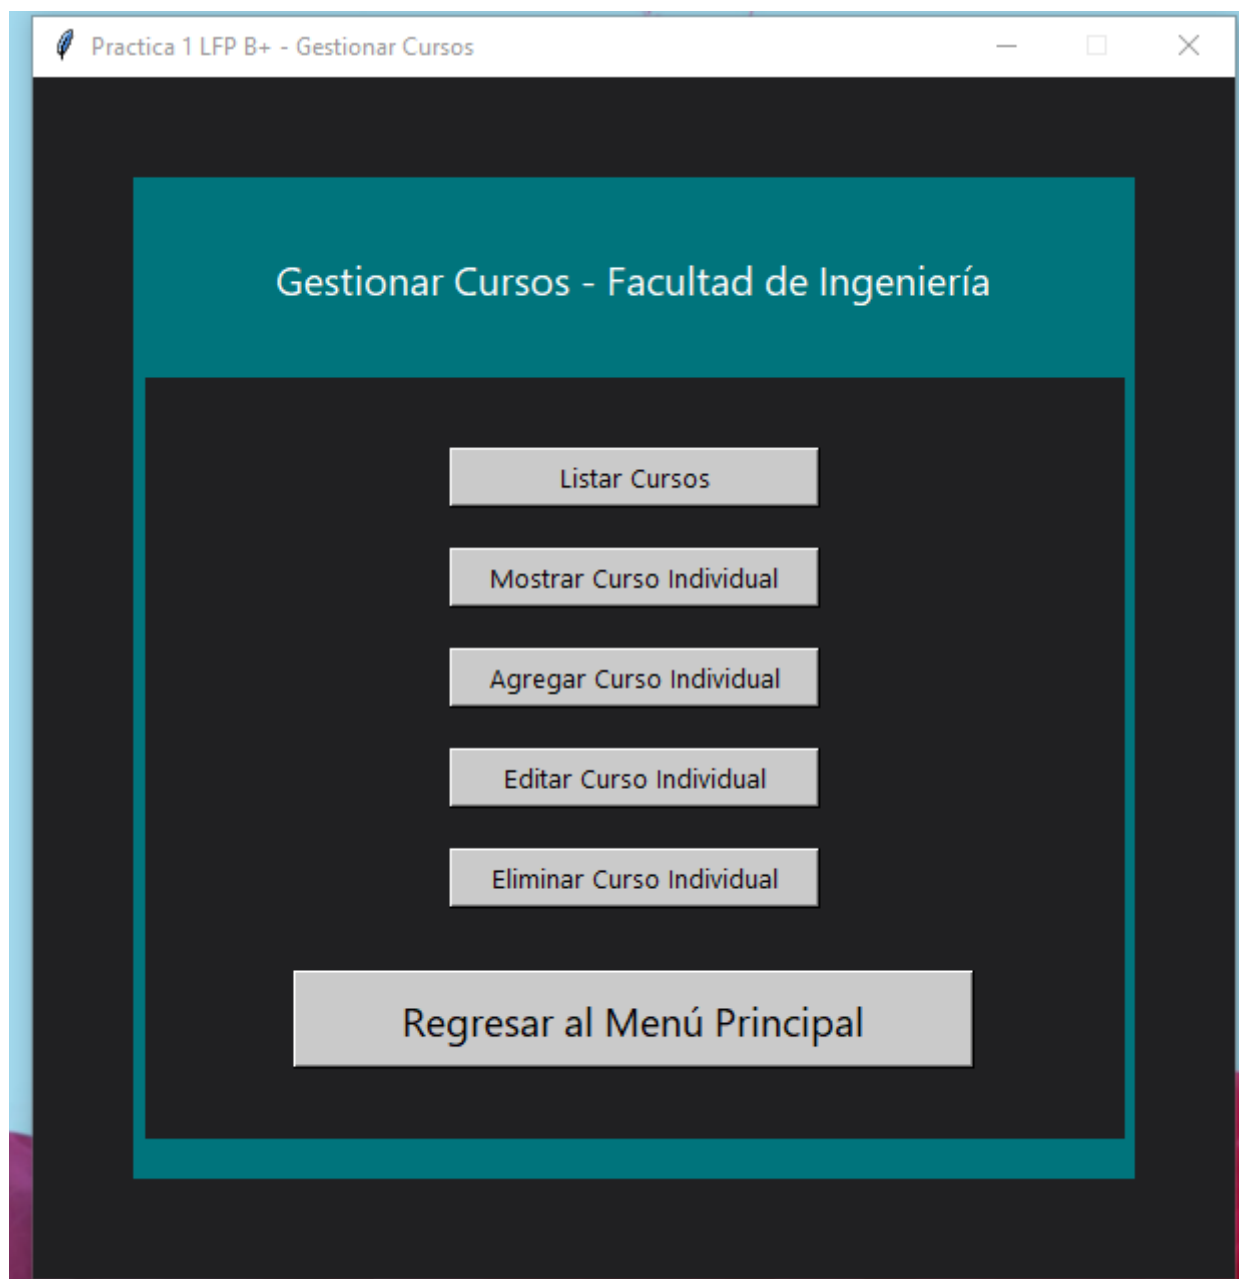 Practica 1 LFP B+ - Gestionar Cursos
Gestionar Cursos - Facultad de Ingeniería
Listar Cursos
Mostrar Curso Individual
Agregar Curso Individual
Editar Curso Individual
Eliminar Curso Individual
Regresar al Menú Principal